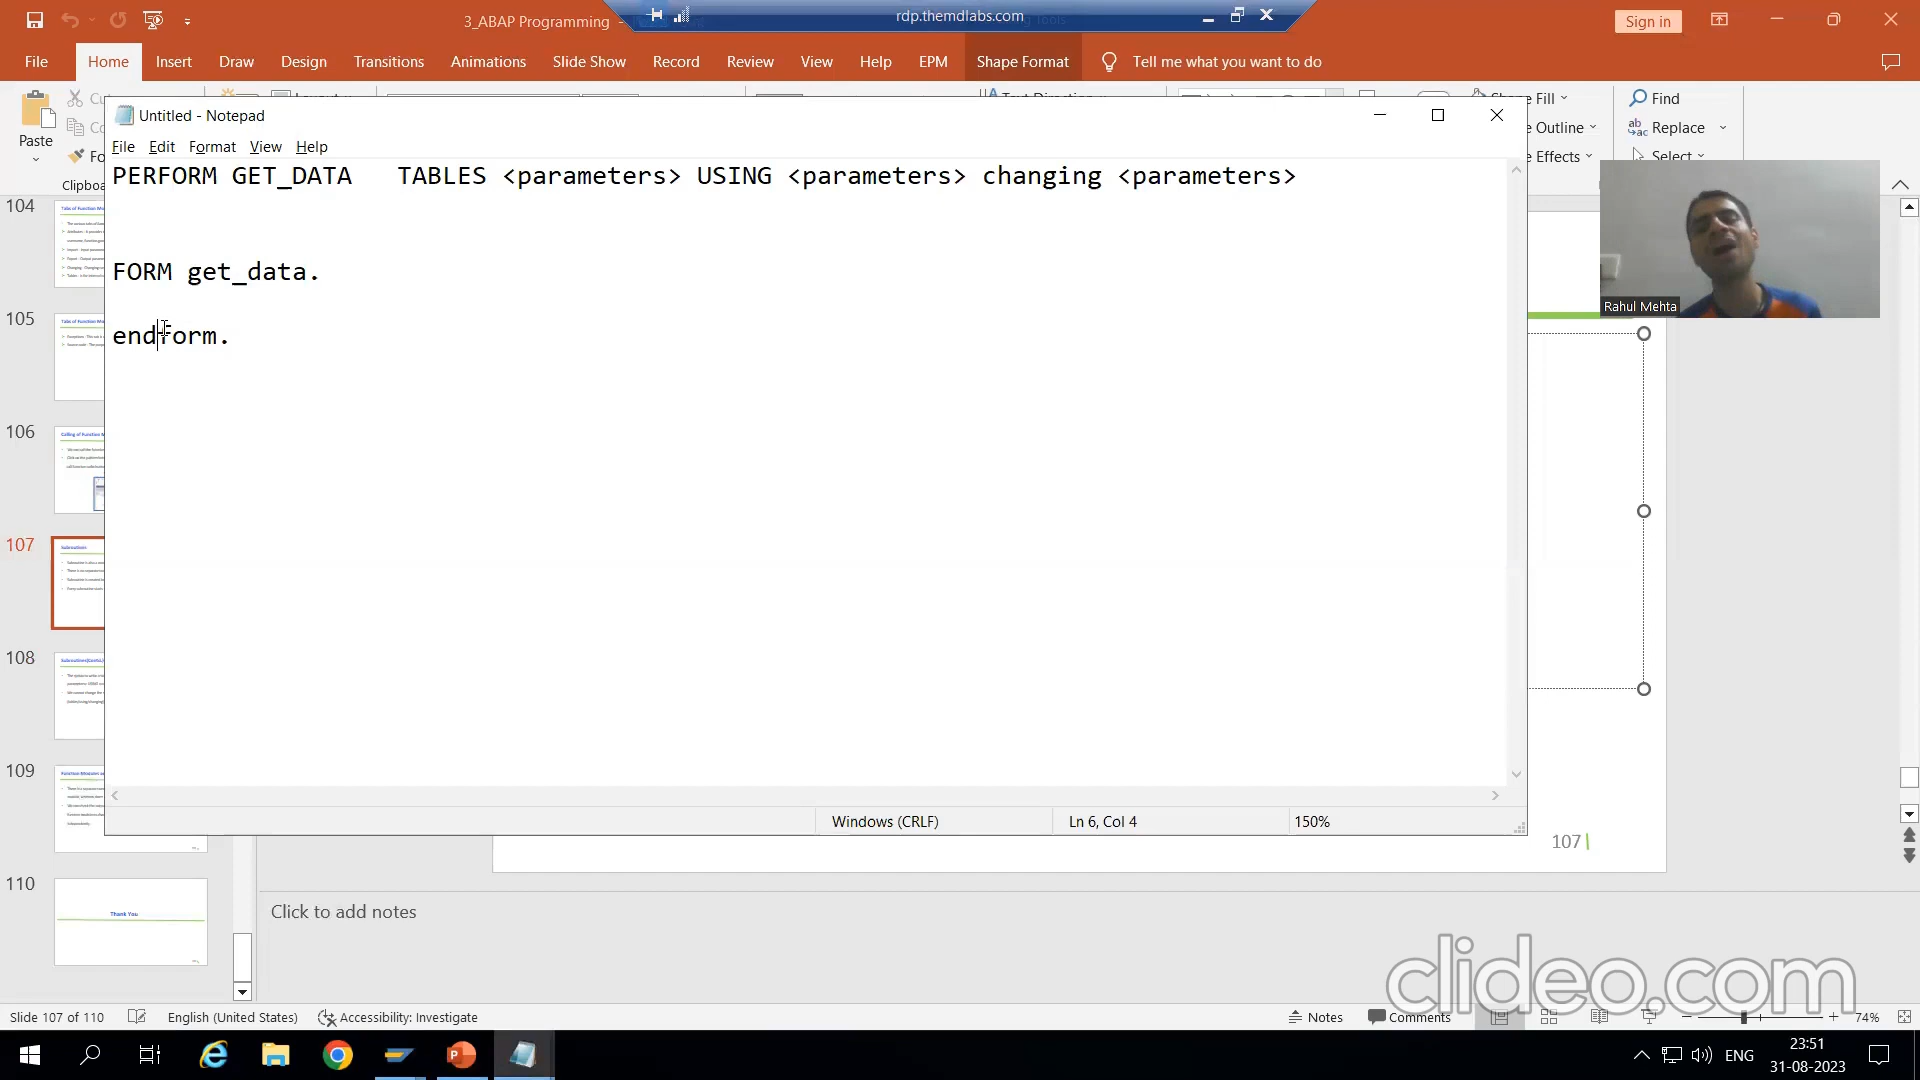 3_ABAP Programming -
rdp.themdlabs.com
Sign in
File Home Insert Draw Design Transitions Animations Slide Show Record Review View Help EPM Shape Format Tell me what you want to do
Paste
Find
Replace
Select
Fill
Outline
Effects
Untitled - Notepad
File Edit Format View Help
PERFORM GET_DATA TABLES <parameters> USING <parameters> changing <parameters>
FORM get_data.
endform.
Rahul Mehta
104
105
106
107
108
109
110
Subroutines
Thank You
Windows (CRLF) Ln 6, Col 4 150%
107
Click to add notes
clideo.com
Slide 107 of 110 English (United States) Accessibility: Investigate Notes Comments 74%
ENG
23:51
31-08-2023